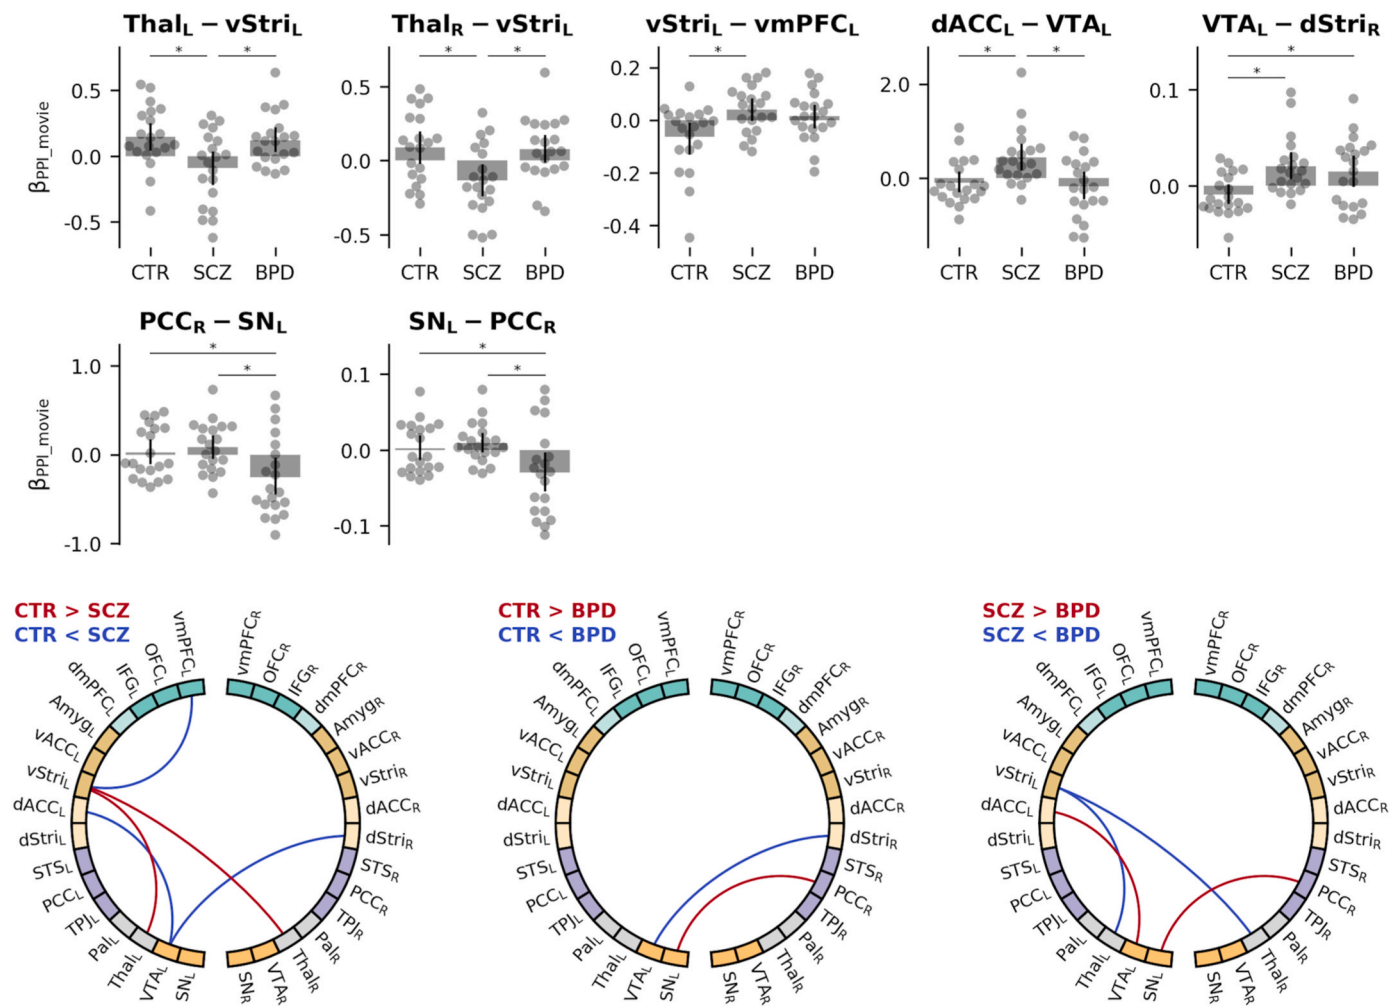 Thal_L – vStri_L
Thal_R – vStri_L
vStri_L – vmPFC_L
dACC_L – VTA_L
VTA_L – dStri_R
* * * * * * * * *
β_PPI_movie
0.5 0.0 -0.5
0.5 0.0 -0.5
0.2 0.0 -0.2 -0.4
2.0 0.0
0.1 0.0
CTR SCZ BPD
CTR SCZ BPD
CTR SCZ BPD
CTR SCZ BPD
CTR SCZ BPD
PCC_R – SN_L
SN_L – PCC_R
* * * *
β_PPI_movie
1.0 0.0 -1.0
0.1 0.0 -0.1
CTR > SCZ
CTR < SCZ
vmPFC_L
OFC_L
IFG_L
dmPFC_L
Amyg_L
vACC_L
vStri_L
dACC_L
dStri_L
STS_L
PCC_L
TPJ_L
Pal_L
Thal_L
VTA_L
SN_L
vmPFC_R
OFC_R
IFG_R
dmPFC_R
Amyg_R
vACC_R
vStri_R
dACC_R
dStri_R
STS_R
PCC_R
TPJ_R
Pal_R
Thal_R
VTA_R
SN_R
CTR > BPD
CTR < BPD
vmPFC_L
OFC_L
IFG_L
dmPFC_L
Amyg_L
vACC_L
vStri_L
dACC_L
dStri_L
STS_L
PCC_L
TPJ_L
Pal_L
Thal_L
VTA_L
SN_L
vmPFC_R
OFC_R
IFG_R
dmPFC_R
Amyg_R
vACC_R
vStri_R
dACC_R
dStri_R
STS_R
PCC_R
TPJ_R
Pal_R
Thal_R
VTA_R
SN_R
SCZ > BPD
SCZ < BPD
vmPFC_L
OFC_L
IFG_L
dmPFC_L
Amyg_L
vACC_L
vStri_L
dACC_L
dStri_L
STS_L
PCC_L
TPJ_L
Pal_L
Thal_L
VTA_L
SN_L
vmPFC_R
OFC_R
IFG_R
dmPFC_R
Amyg_R
vACC_R
vStri_R
dACC_R
dStri_R
STS_R
PCC_R
TPJ_R
Pal_R
Thal_R
VTA_R
SN_R